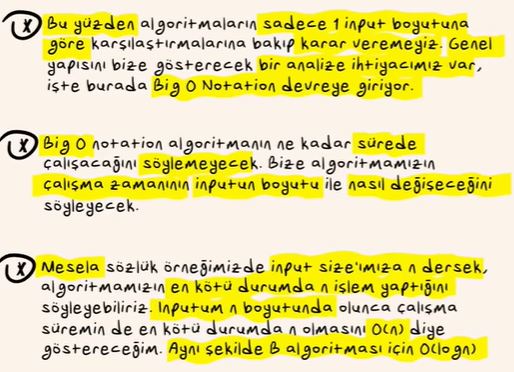 Bu yüzden algoritmaların sadece 1 input boyutuna
göre karşılaştırmalarına bakıp karar veremeyiz. Genel
yapısını bize gösterecek bir analize ihtiyacımız var,
işte burada Big O Notation devreye giriyor.
Big O notation algoritmanın ne kadar sürede
çalışacağını söylemeyecek. Bize algoritmamızın
çalışma zamanının inputun boyutu ile nasıl değişeceğini
söyleyecek.
Mesela sözlük örneğimizde input size'ımıza n dersek,
algoritmamızın en kötü durumda n işlem yaptığını
söyleyebiliriz. Inputum n boyutunda olunca çalışma
süremin de en kötü durumda n olmasını O(n) diye
göstereceğim. Aynı şekilde B algoritması için O(logn)